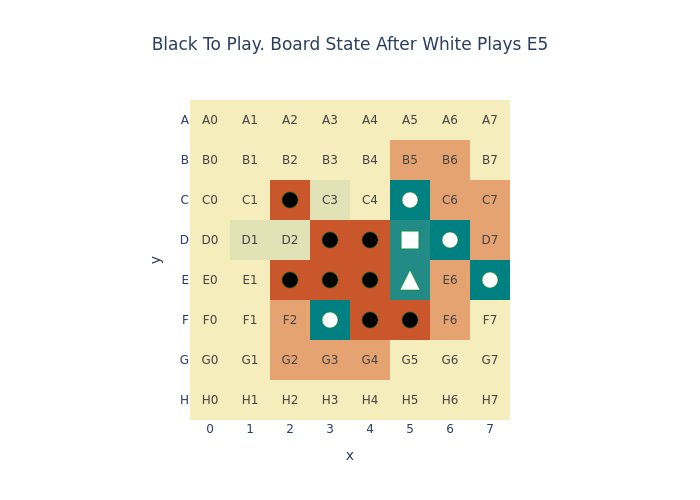 Black To Play. Board State After White Plays E5
A A0 A1 A2 A3 A4 A5 A6 A7
B B0 B1 B2 B3 B4 B5 B6 B7
C C0 C1 C3 C4 C6 C7
D D0 D1 D2 D7
E E0 E1 E6
F F0 F1 F2 F6 F7
G G0 G1 G2 G3 G4 G5 G6 G7
H H0 H1 H2 H3 H4 H5 H6 H7
0 1 2 3 4 5 6 7
x
y